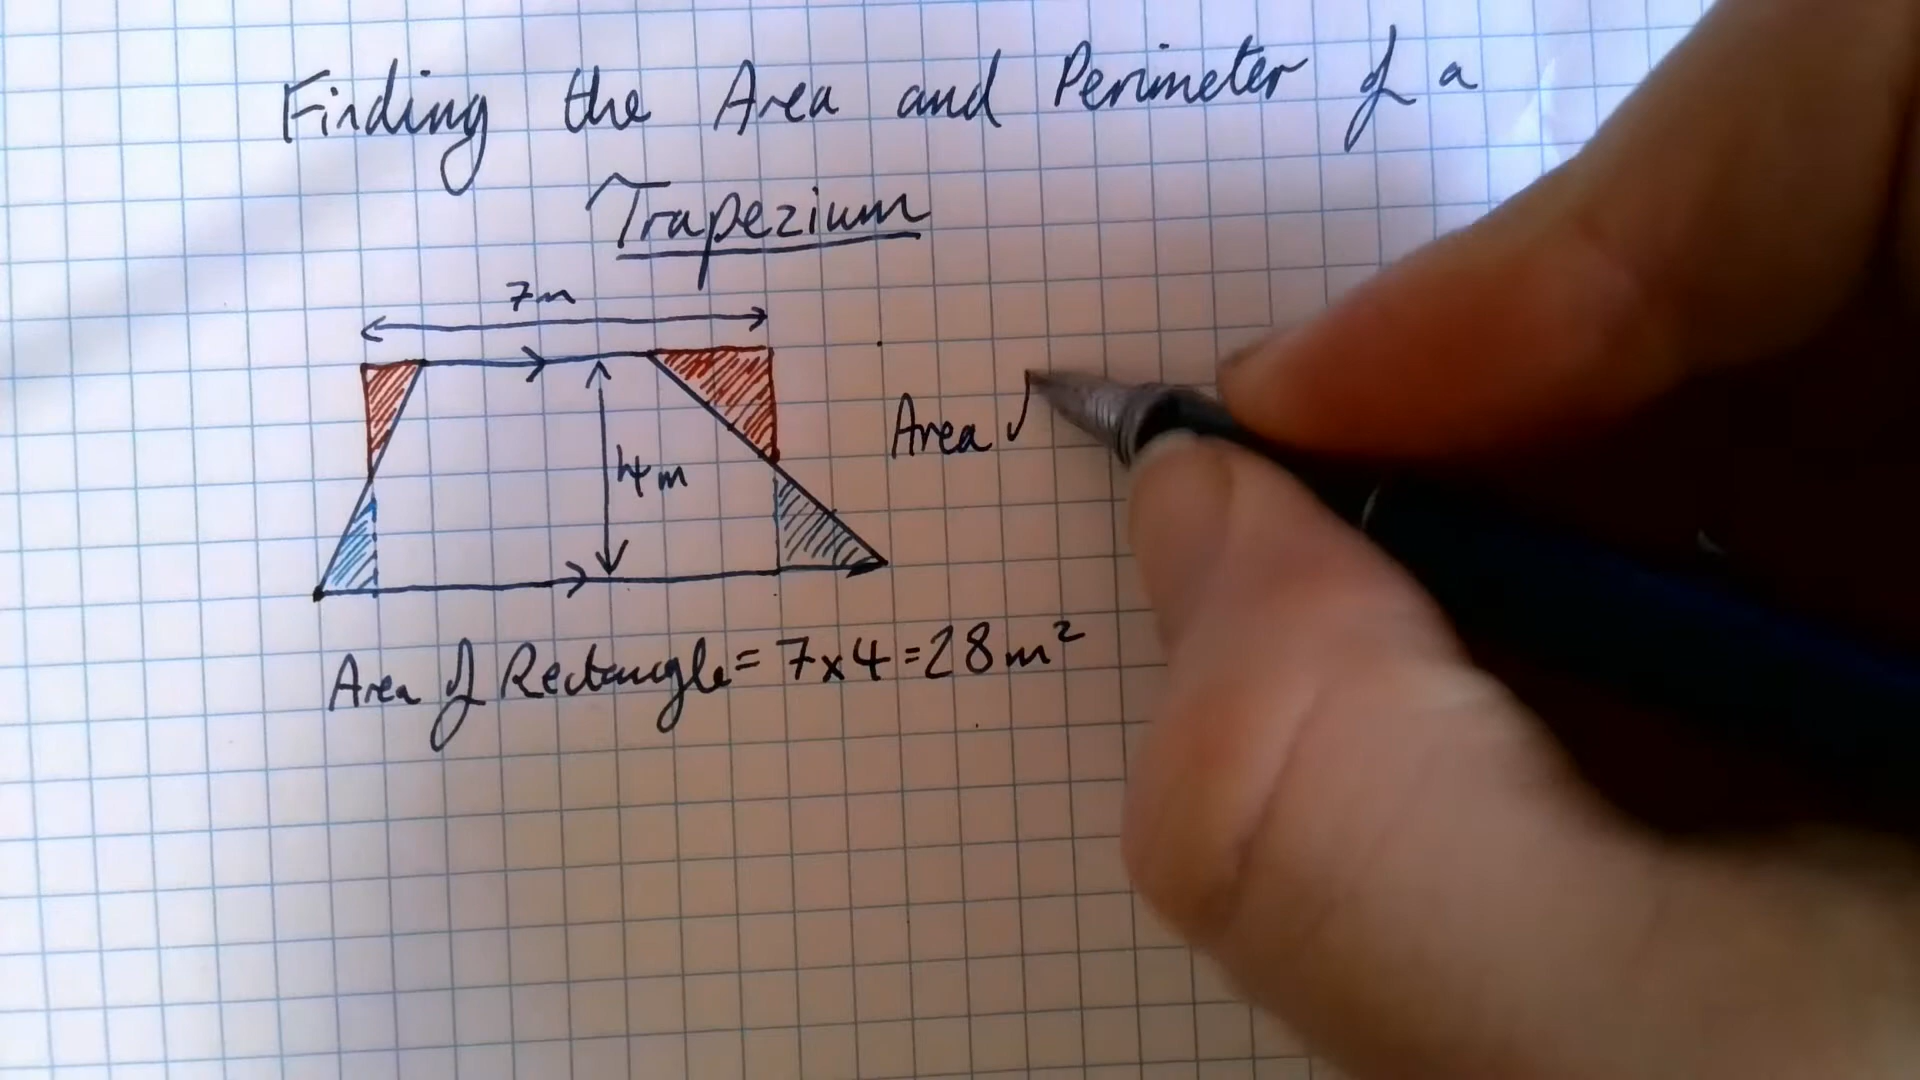 Finding the Area and Perimeter of a
Trapezium
7m
4m
Area
Area of Rectangle = 7x4 = 28m²